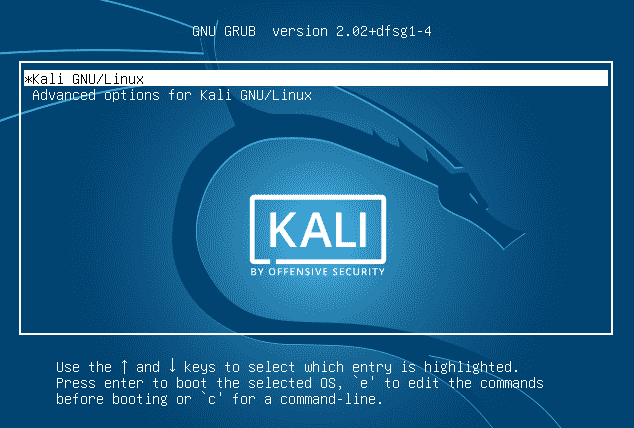 GNU GRUB  version 2.02+dfsg1-4
*Kali GNU/Linux
Advanced options for Kali GNU/Linux
KALI
BY OFFENSIVE SECURITY
Use the ↑ and ↓ keys to select which entry is highlighted.
Press enter to boot the selected OS, `e' to edit the commands
before booting or `c' for a command-line.